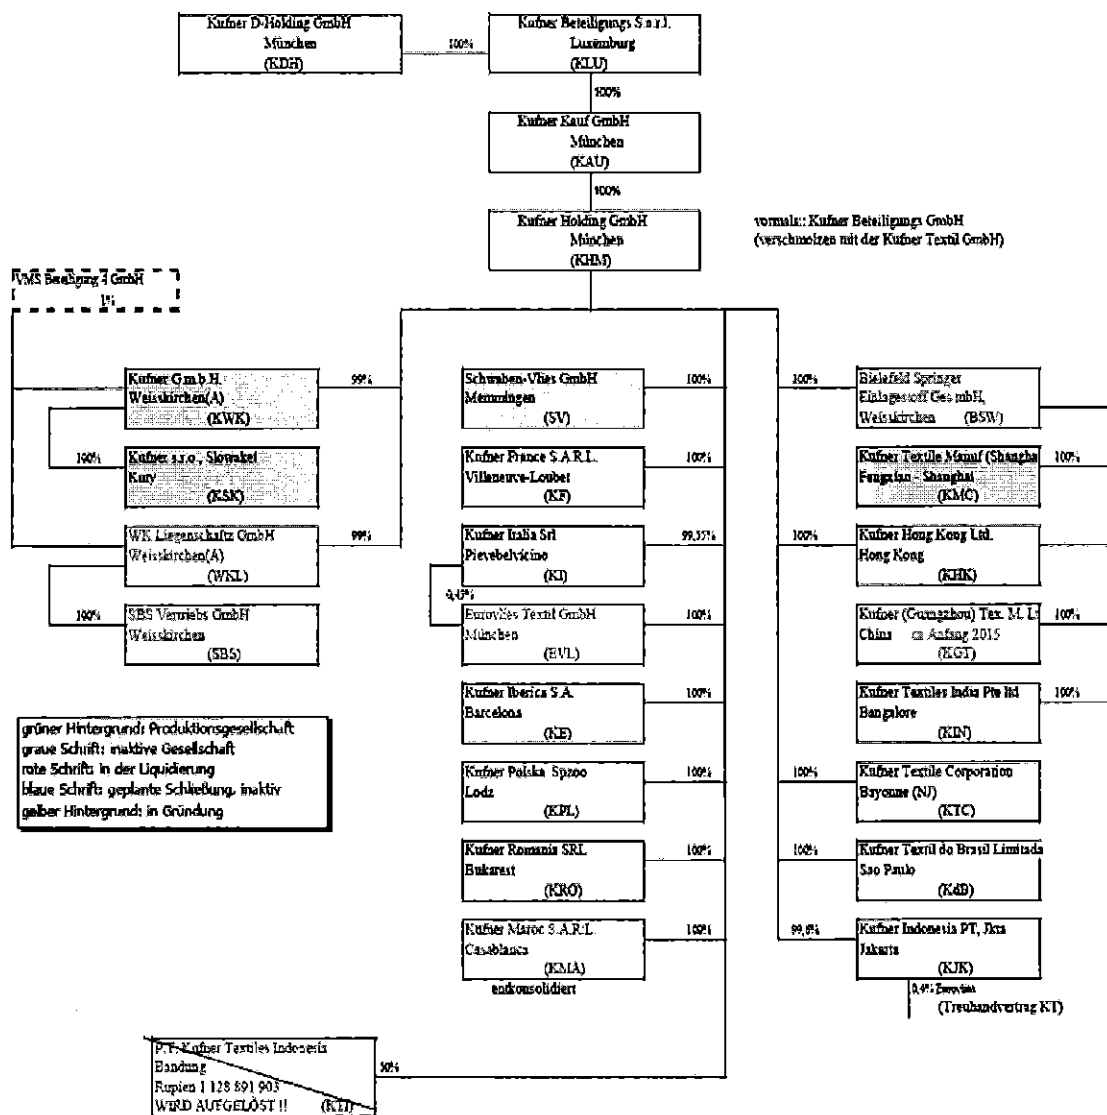 Kufner D-Holding GmbH
München
(KDH)
100%
Kufner Beteiligungs S.a.r.l.
Luxemburg
(KLU)
100%
Kufner Kauf GmbH
München
(KAU)
100%
Kufner Holding GmbH
München
(KHM)
vormals:: Kufner Beteiligungs GmbH
(verschmolzen mit der Kufner Textil GmbH)
VMS Beteiligung 4 GmbH
1%
Kufner G.m.b.H.
Weisskirchen(A)
(KWK)
99%
100%
Kufner s.r.o., Slowakei
Kuty
(KSK)
WK Liegenschafts GmbH
Weisskirchen(A)
(WKL)
99%
100%
SBS Vertriebs GmbH
Weisskirchen
(SBS)
grüner Hintergrund: Produktionsgesellschaft
graue Schrift: inaktive Gesellschaft
rote Schrift: in der Liquidierung
blaue Schrift: geplante Schließung, inaktiv
gelber Hintergrund: in Gründung
Schwaben-Vlies GmbH
Memmingen
(SV)
100%
Kufner France S.A.R.L.
Villeneuve-Loubet
(KF)
100%
Kufner Italia Srl
Pievebelvicino
(KI)
99,55%
0,45%
Eurovlies Textil GmbH
München
(EVL)
100%
Kufner Iberica S.A.
Barcelona
(KE)
100%
Kufner Polska Spzoo
Lodz
(KPL)
100%
Kufner Romania SRL
Bukarest
(KRO)
100%
Kufner Maroc S.A.R.L.
Casablanca
(KMA)
100%
endkonsolidiert
100%
Bielefeld Springer
Einlagestoff Ges.mbH,
Weisskirchen (BSW)
Kufner Textile Manuf (Shangha
Fengxian - Shanghai
(KMC)
100%
100%
Kufner Hong Kong Ltd.
Hong Kong
(KHK)
Kufner (Guangzhou) Tex. M. L
China ca Anfang 2015
(KGT)
100%
Kufner Textiles India Pte ltd
Bangalore
(KIN)
100%
100%
Kufner Textile Corporation
Bayonne (NJ)
(KTC)
100%
Kufner Textil do Brasil Limitada
Sao Paulo
(KdB)
99,6%
Kufner Indonesia PT, Jkta
Jakarta
(KJK)
0,4%
(Treuhandvertrag KT)
P.T. Kufner Textiles Indonesia
Bandung
Rupien 1 128 891 903
WIRD AUFGELÖST !! (KTI)
50%